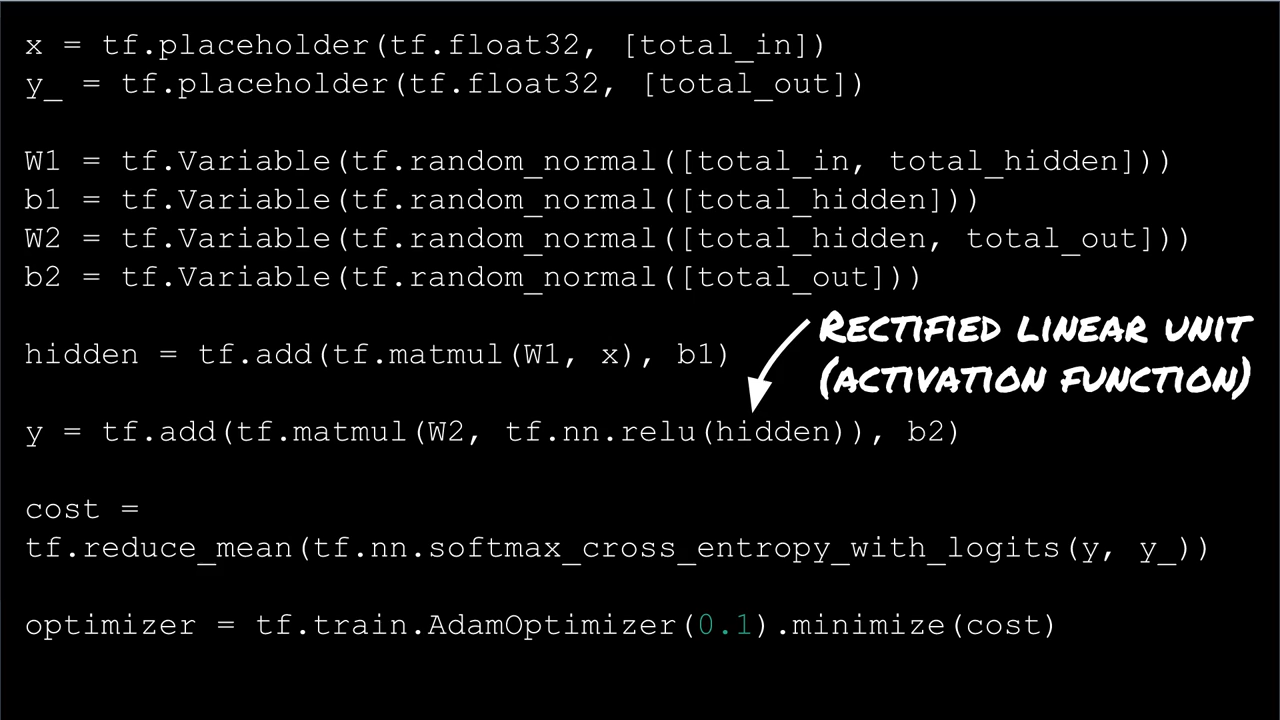 x = tf.placeholder(tf.float32, [total_in])
y_ = tf.placeholder(tf.float32, [total_out])
W1 = tf.Variable(tf.random_normal([total_in, total_hidden]))
b1 = tf.Variable(tf.random_normal([total_hidden]))
W2 = tf.Variable(tf.random_normal([total_hidden, total_out]))
b2 = tf.Variable(tf.random_normal([total_out]))
RECTIFIED LINEAR UNIT
(ACTIVATION FUNCTION)
hidden = tf.add(tf.matmul(W1, x), b1)
y = tf.add(tf.matmul(W2, tf.nn.relu(hidden)), b2)
cost =
tf.reduce_mean(tf.nn.softmax_cross_entropy_with_logits(y, y_))
optimizer = tf.train.AdamOptimizer(0.1).minimize(cost)